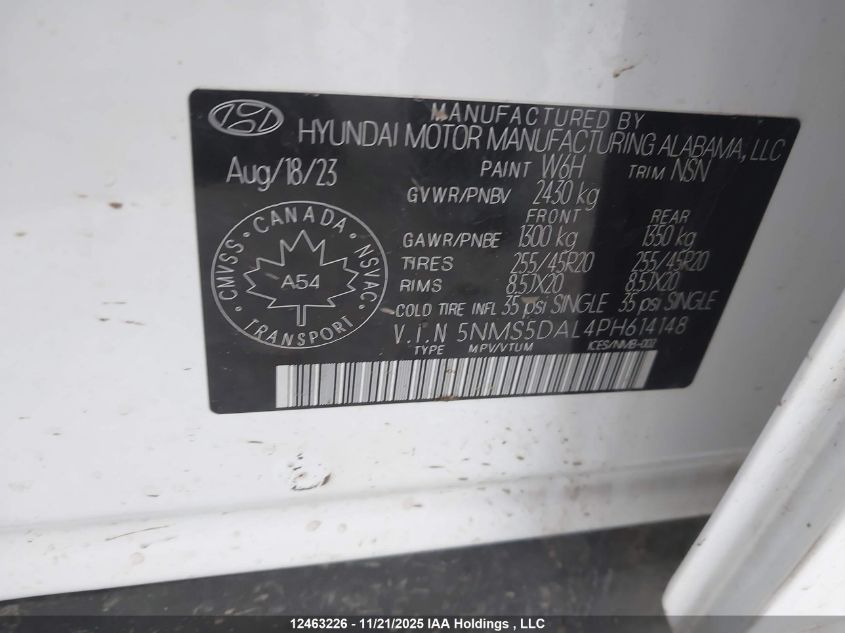 MANUFACTURED BY
HYUNDAI MOTOR MANUFACTURING ALABAMA, LLC
Aug/18/23 PAINT W6H TRIM NSN
GVWR/PNBV 2430 kg
FRONT REAR
GAWR/PNBE 1300 kg 1350 kg
TIRES 255/45R20 255/45R20
RIMS 8.5JX20 8.5JX20
COLD TIRE INFL 35 psi SINGLE 35 psi SINGLE
V.I.N 5NMS5DAL4PH614148
TYPE MPV/VTUM ICES/NMB-002
CANADA
CMVSS NSVAC
A54
TRANSPORT
12463226 - 11/21/2025 IAA Holdings , LLC